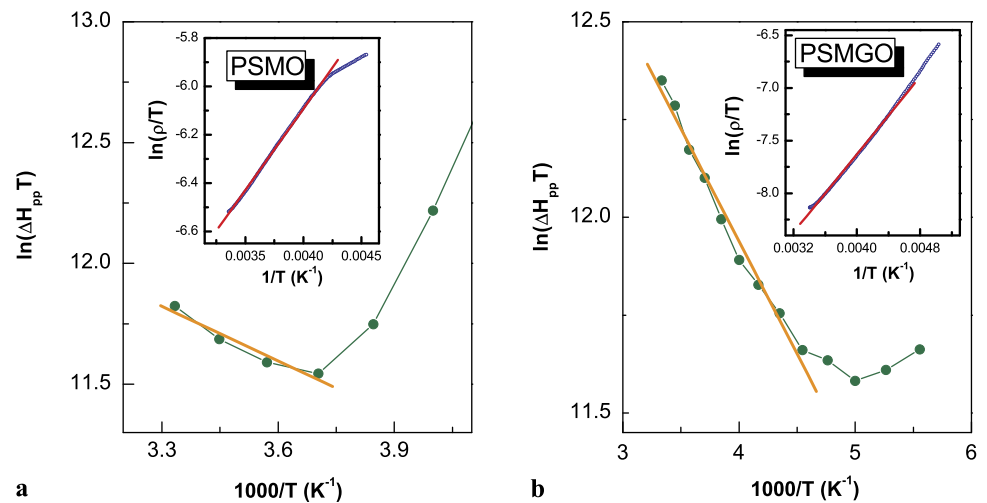 13.0
12.5
12.0
11.5
ln(ΔHppT)
3.3 3.6 3.9
1000/T (K-1)
a
PSMO
-5.8
-6.0
-6.2
-6.4
-6.6
ln(ρ/T)
0.0035 0.0040 0.0045
1/T (K-1)
12.5
12.0
11.5
ln(ΔHppT)
3 4 5 6
1000/T (K-1)
b
PSMGO
-6.5
-7.0
-7.5
-8.0
ln(ρ/T)
0.0032 0.0040 0.0048
1/T (K-1)